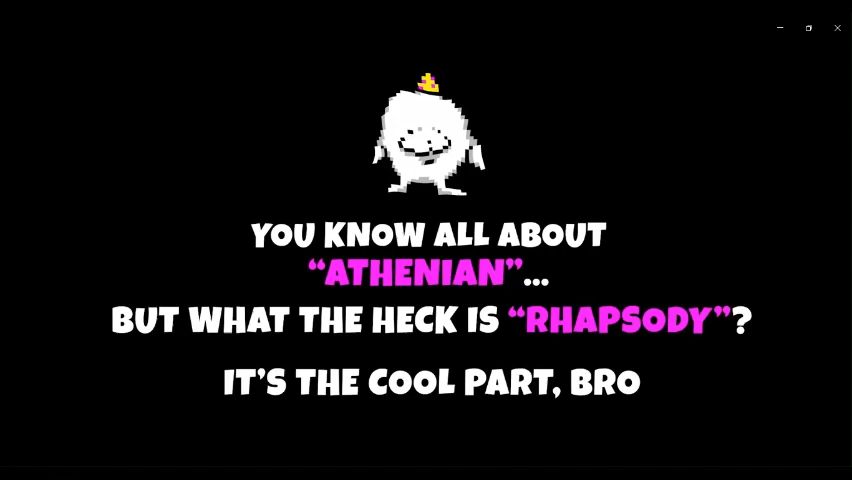 YOU KNOW ALL ABOUT
“ATHENIAN”...
BUT WHAT THE HECK IS “RHAPSODY”?
IT’S THE COOL PART, BRO